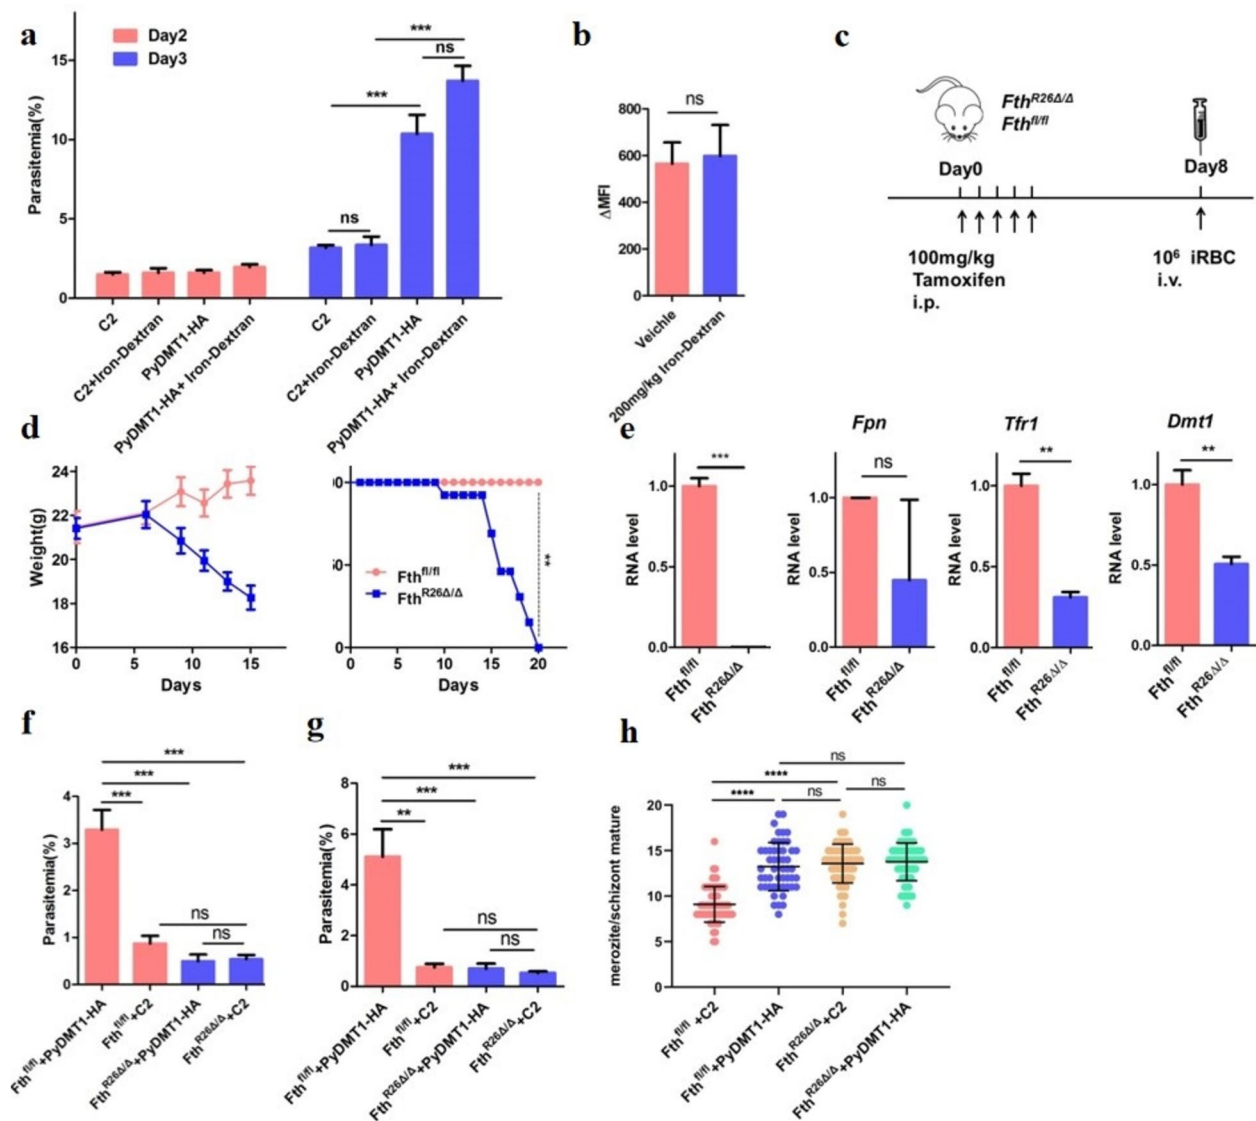 a
Day2
Day3
***
ns
***
ns
15
10
5
0
Parasitemia(%)
C2
C2+Iron-Dextran
PyDMT1-HA
PyDMT1-HA+ Iron-Dextran
C2
C2+Iron-Dextran
PyDMT1-HA
PyDMT1-HA+ Iron-Dextran
b
ns
800
600
400
200
0
ΔMFI
Veichle
200mg/kg Iron-Dextran
c
Fth^R26Δ/Δ
Fth^fl/fl
Day0
Day8
100mg/kg
Tamoxifen
i.p.
10⁶ iRBC
i.v.
d
24
22
20
18
16
Weight(g)
0 5 10 15
Days
0
Fth^fl/fl
Fth^R26Δ/Δ
**
0 5 10 15 20
Days
e
***
1.0
0.5
0.0
RNA level
Fth^fl/fl
Fth^R26Δ/Δ
Fpn
ns
1.0
0.5
0.0
RNA level
Fth^fl/fl
Fth^R26Δ/Δ
Tfr1
**
1.0
0.5
0.0
RNA level
Fth^fl/fl
Fth^R26Δ/Δ
Dmt1
**
1.0
0.5
0.0
RNA level
Fth^fl/fl
Fth^R26Δ/Δ
f
***
***
***
ns
ns
4
3
2
1
0
Parasitemia(%)
Fth^fl/fl+PyDMT1-HA
Fth^fl/fl+C2
Fth^R26Δ/Δ+PyDMT1-HA
Fth^R26Δ/Δ+C2
g
***
***
**
ns
ns
8
6
4
2
0
Parasitemia(%)
Fth^fl/fl+PyDMT1-HA
Fth^fl/fl+C2
Fth^R26Δ/Δ+PyDMT1-HA
Fth^R26Δ/Δ+C2
h
ns
****
ns
****
ns
20
15
10
5
0
merozite/schizont mature
Fth^fl/fl +C2
Fth^fl/fl+PyDMT1-HA
Fth^R26Δ/Δ+C2
Fth^R26Δ/Δ+PyDMT1-HA